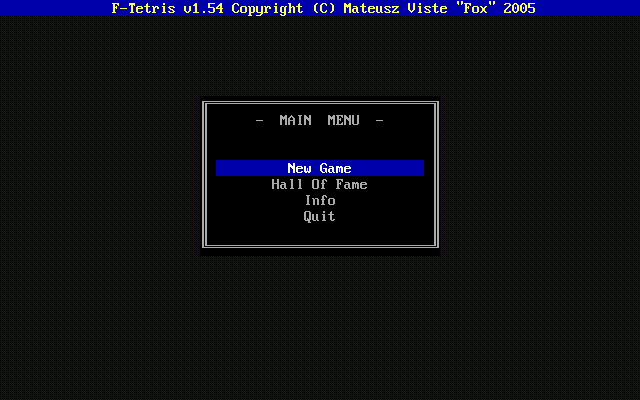 F-Tetris v1.54 Copyright (C) Mateusz Viste "Fox" 2005
- MAIN MENU -
New Game
Hall Of Fame
Info
Quit